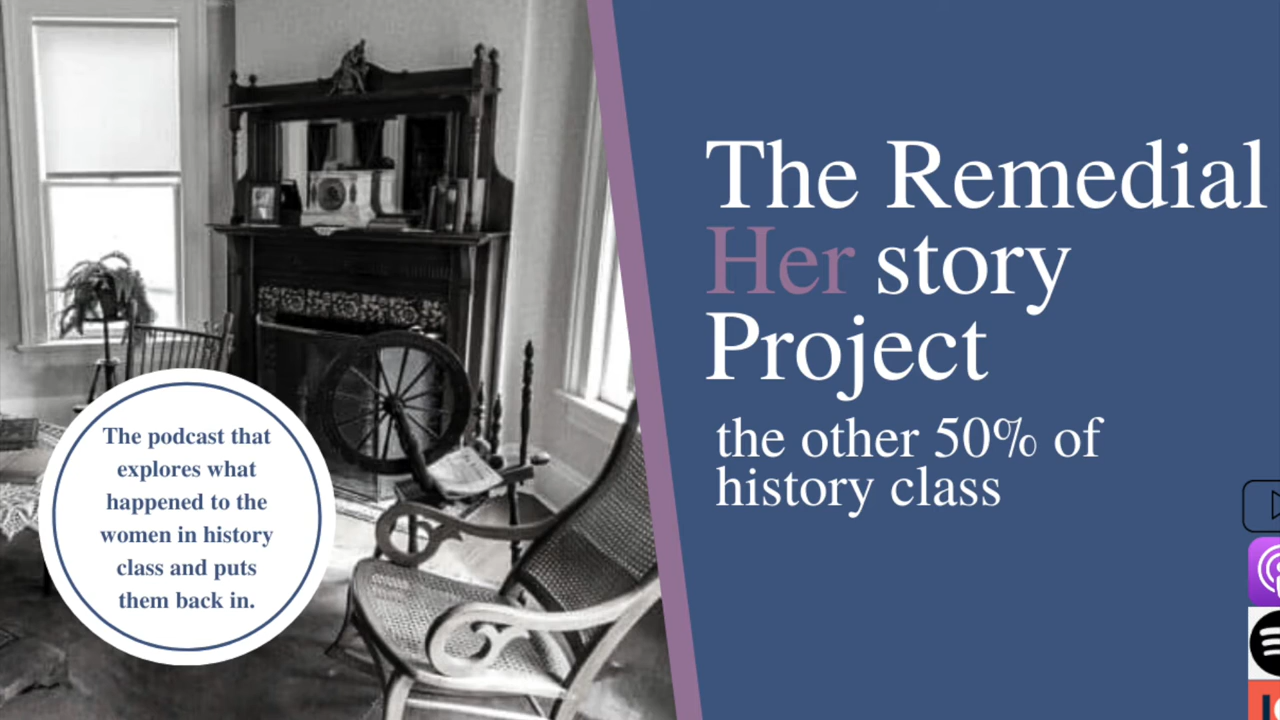 The podcast that
explores what
happened to the
women in history
class and puts
them back in.
The Remedial
Her story
Project
the other 50% of
history class